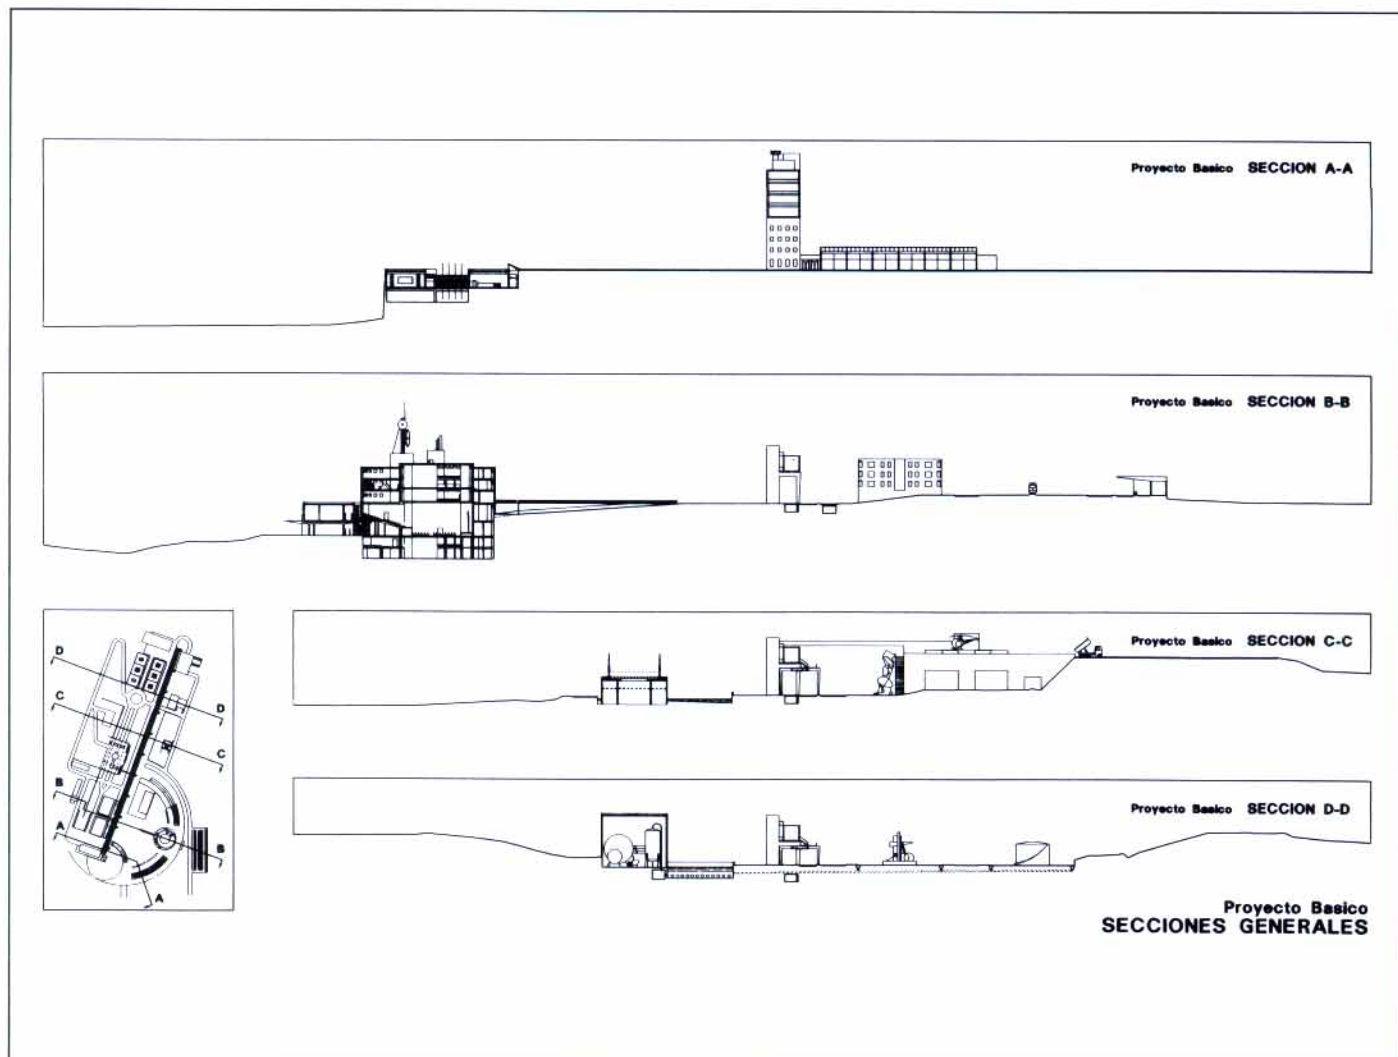 Proyecto Basico SECCION A-A
Proyecto Basico SECCION B-B
D
C
D
C
B
A
B
A
Proyecto Basico SECCION C-C
Proyecto Basico SECCION D-D
Proyecto Basico
SECCIONES GENERALES